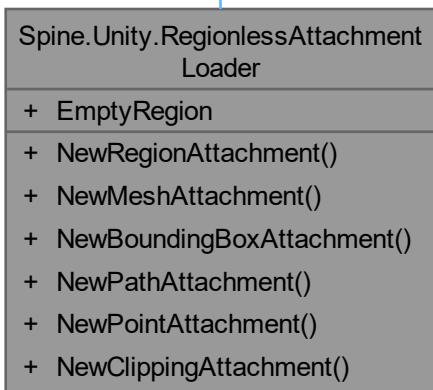 Spine.Unity.RegionlessAttachment
Loader
+ EmptyRegion
+ NewRegionAttachment()
+ NewMeshAttachment()
+ NewBoundingBoxAttachment()
+ NewPathAttachment()
+ NewPointAttachment()
+ NewClippingAttachment()